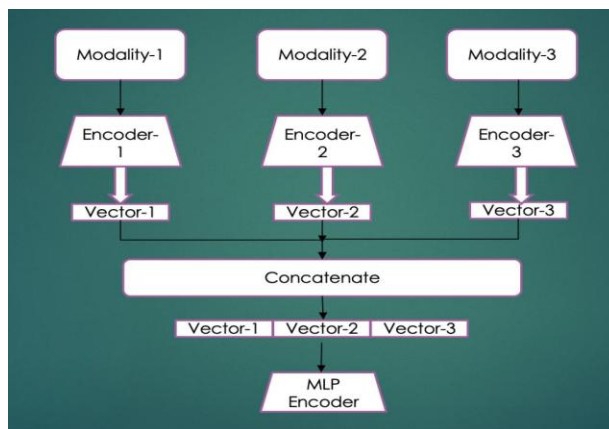 Modality-1
Modality-2
Modality-3
Encoder-
1
Encoder-
2
Encoder-
3
Vector-1
Vector-2
Vector-3
Concatenate
Vector-1
Vector-2
Vector-3
MLP
Encoder